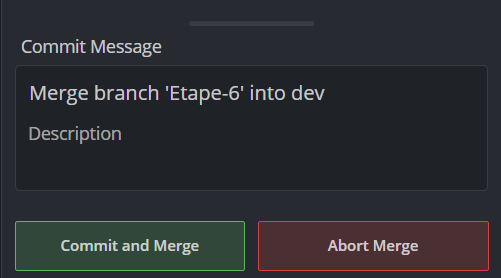 Commit Message
Merge branch 'Etape-6' into dev
Description
Commit and Merge
Abort Merge